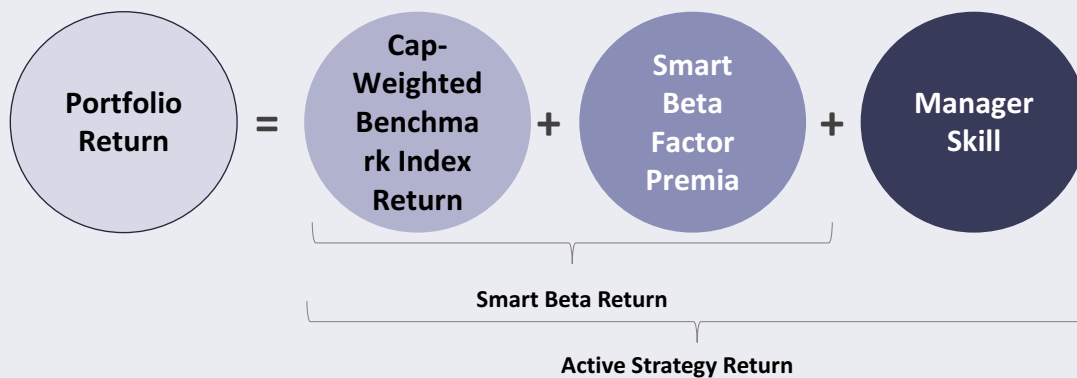 Portfolio
Return
=
Cap-
Weighted
Benchma
rk Index
Return
+
Smart
Beta
Factor
Premia
+
Manager
Skill
Smart Beta Return
Active Strategy Return